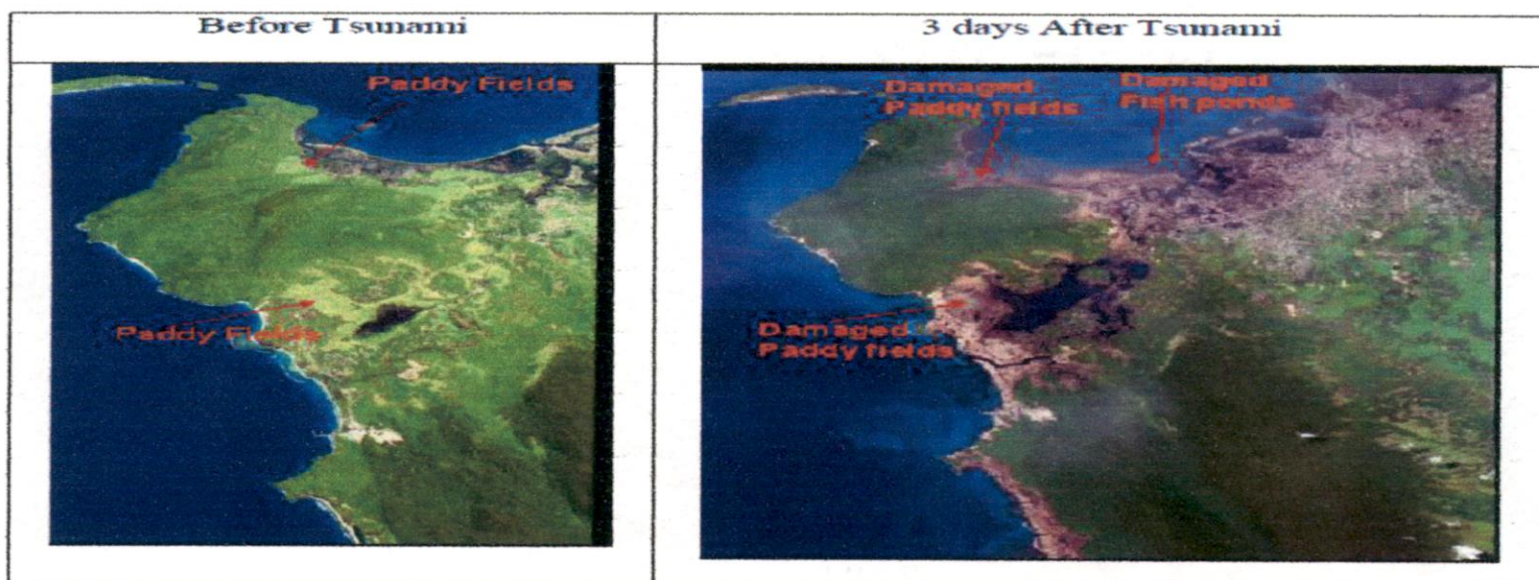 Before Tsunami
3 days After Tsunami
Paddy Fields
Paddy Fields
Damaged
Paddy fields
Damaged
Fish ponds
Damaged
Paddy fields